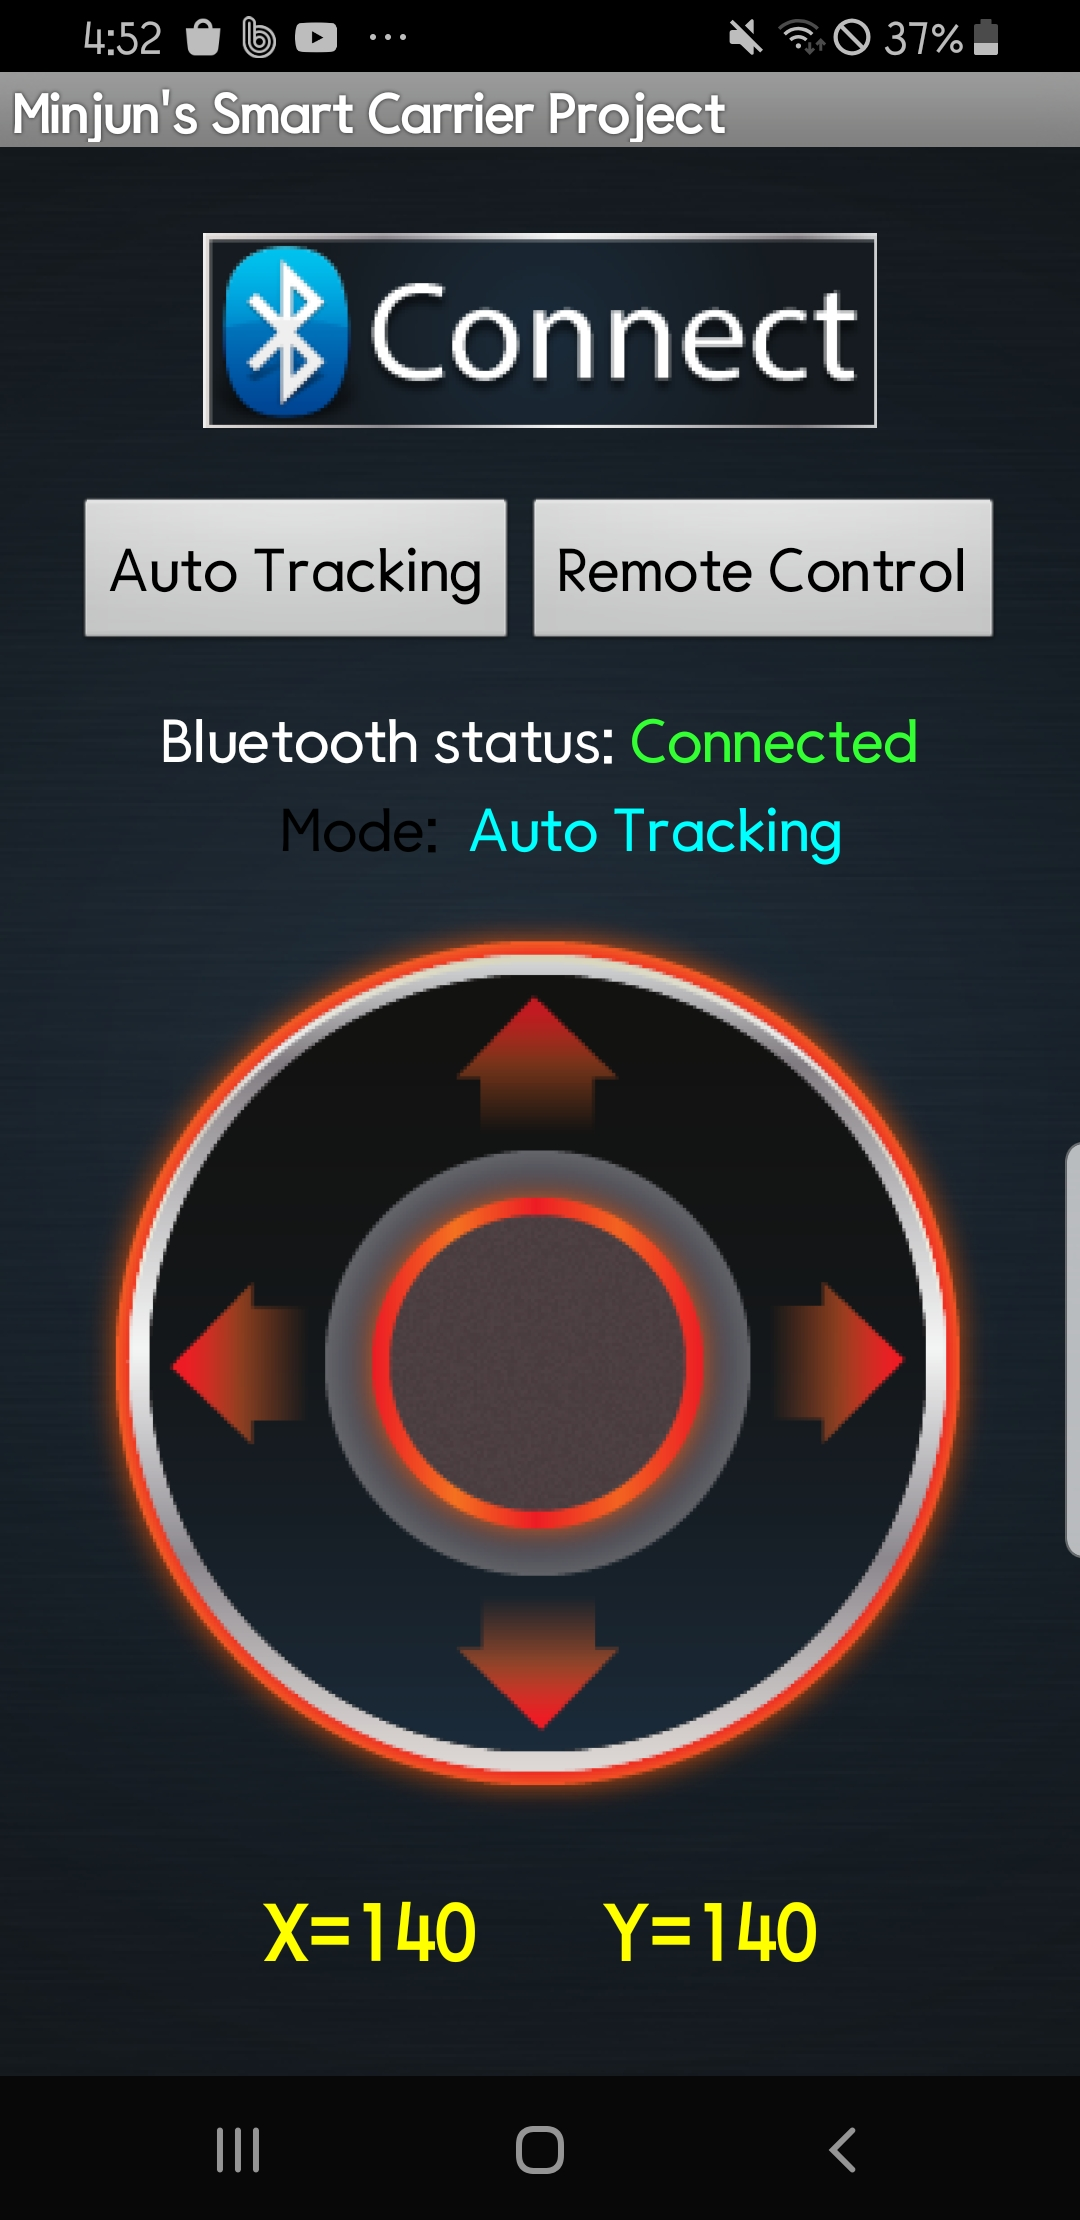 4:52 37%
Minjun's Smart Carrier Project
Connect
Auto Tracking Remote Control
Bluetooth status: Connected
Mode: Auto Tracking
X=140 Y=140